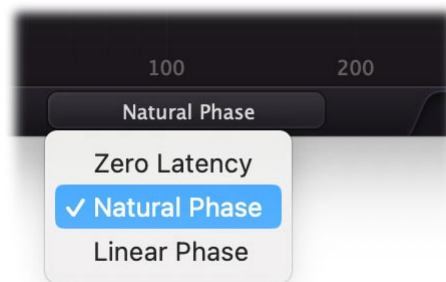 100 200
Natural Phase
Zero Latency
✓ Natural Phase
Linear Phase